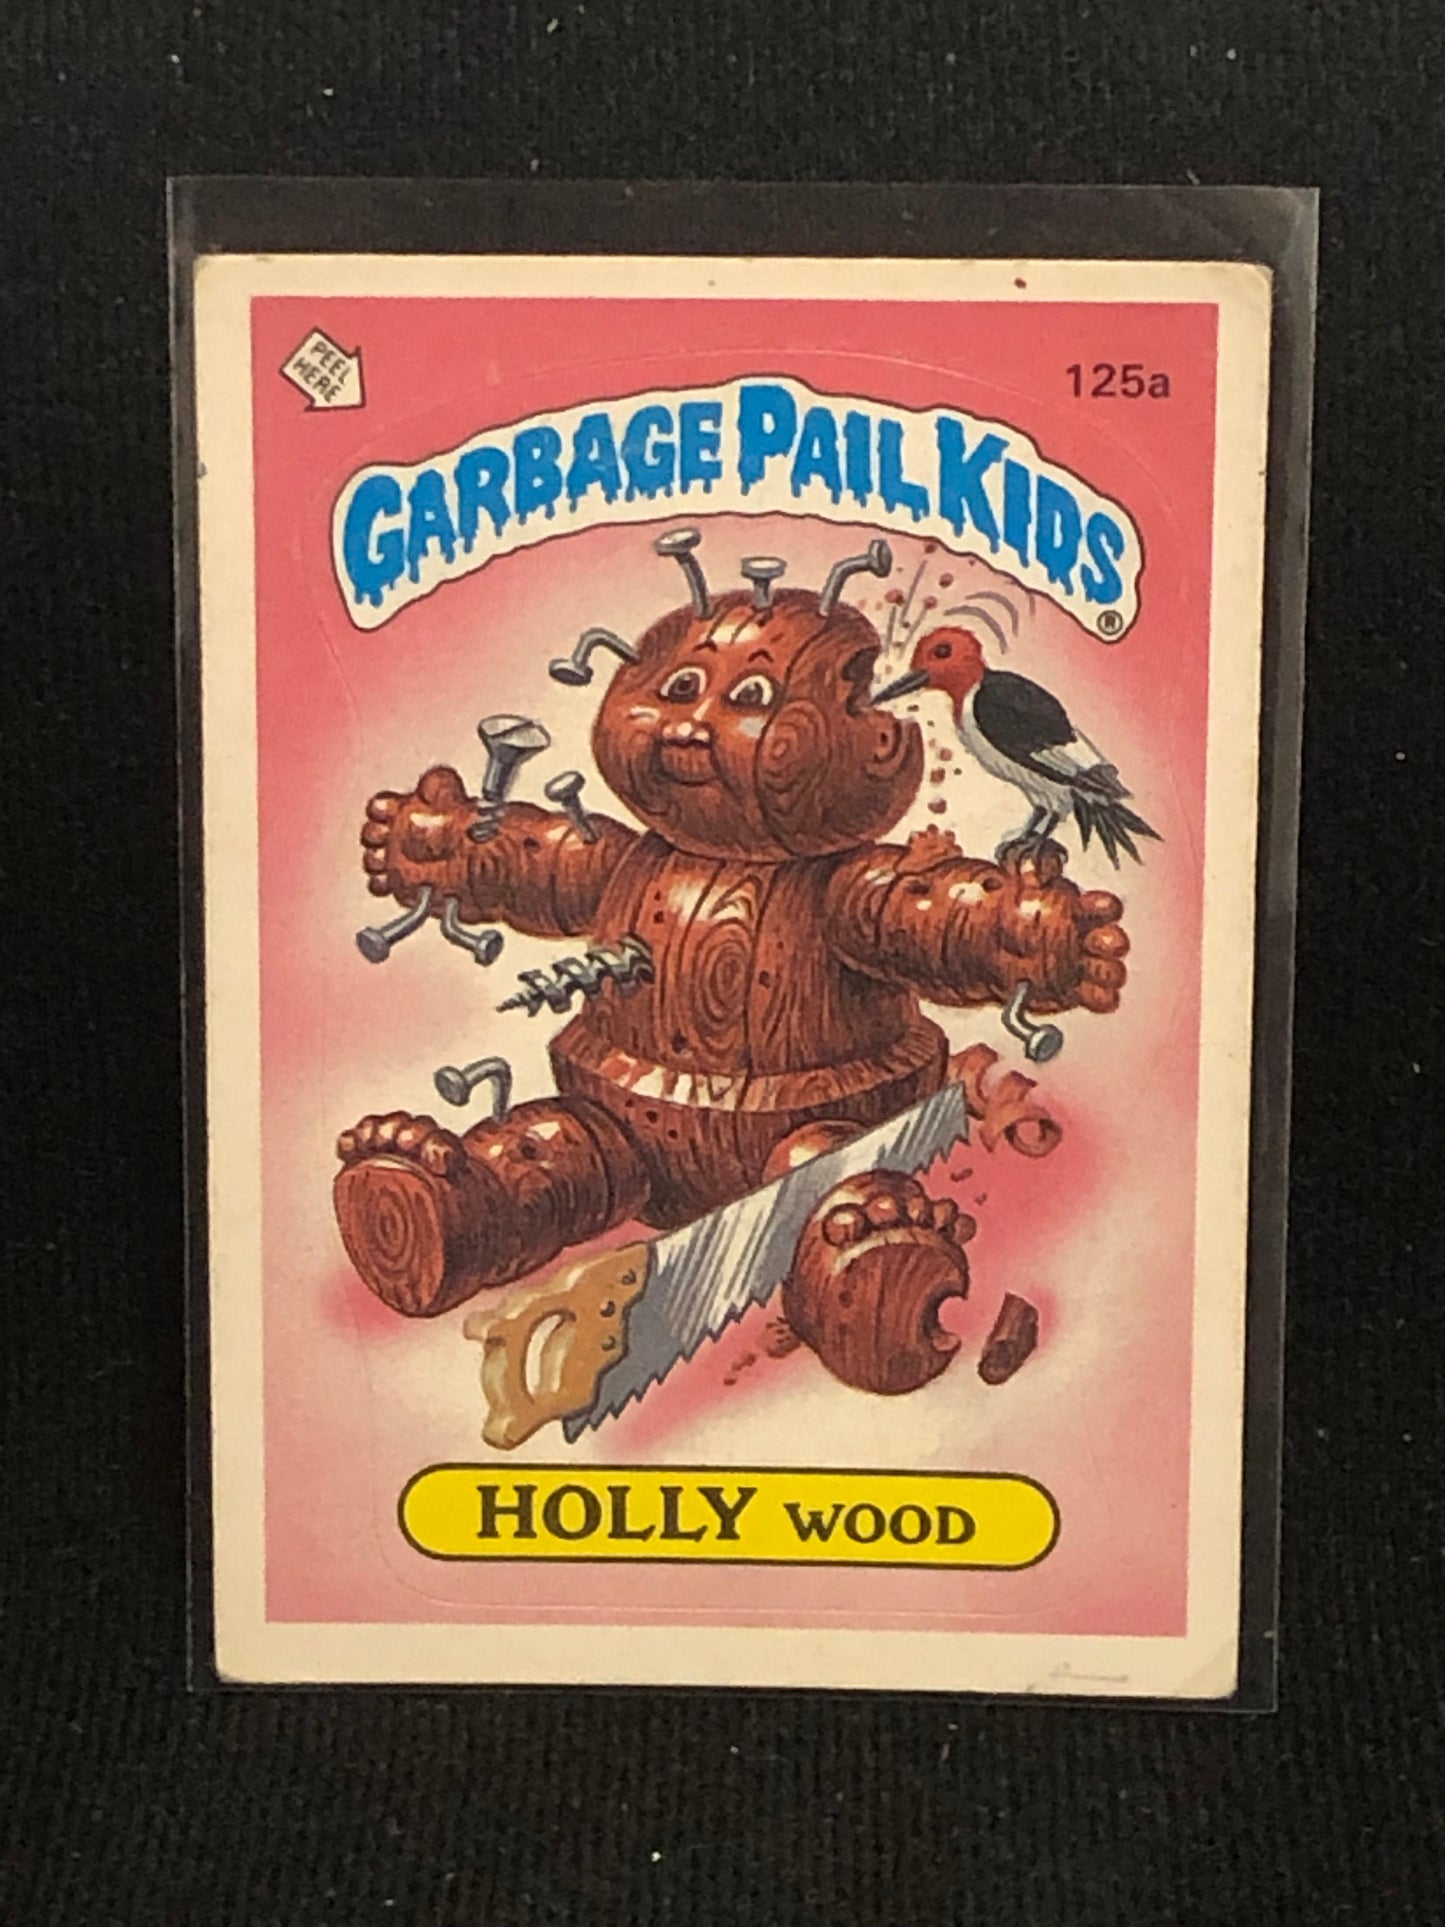 PEEL
HERE
125a
GARBAGE PAIL KIDS
®
HOLLY WOOD